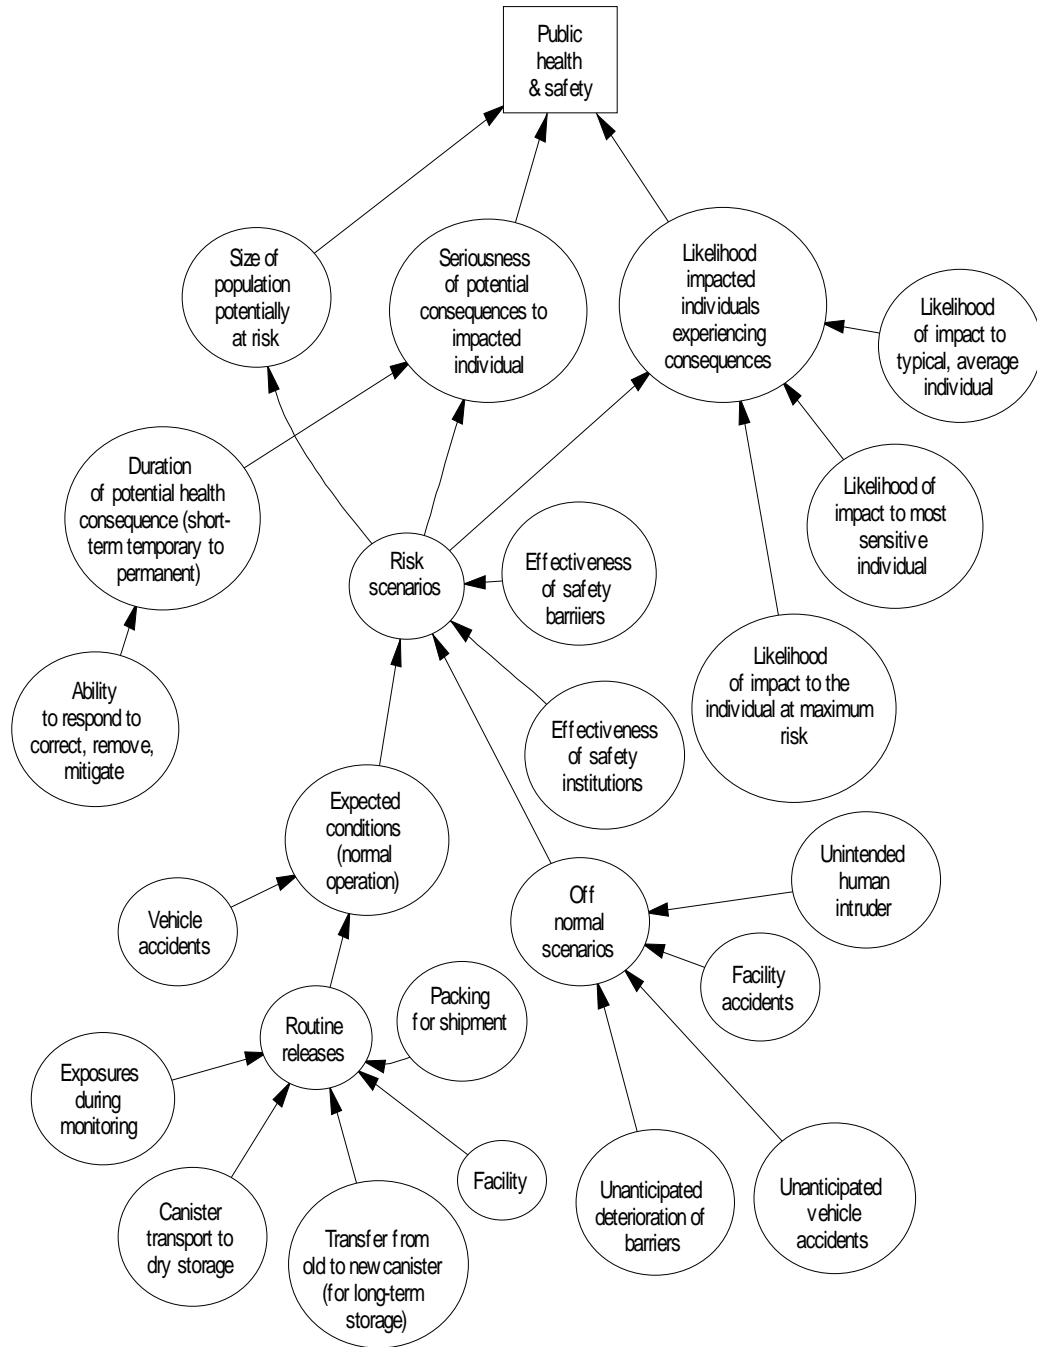 Public
health
& safety
Size of
population
potentially
at risk
Seriousness
of potential
consequences to
impacted
individual
Likelihood
impacted
individuals
experiencing
consequences
Likelihood
of impact to
typical, average
individual
Duration
of potential health
consequence (short-
term temporary to
permanent)
Risk
scenarios
Effectiveness
of safety
barriiers
Likelihood of
impact to most
sensitive
individual
Ability
to respond to
correct, remove,
mitigate
Effectiveness
of safety
institutions
Likelihood
of impact to the
individual at maximum
risk
Expected
conditions
(normal
operation)
Vehicle
accidents
Off
normal
scenarios
Unintended
human
intruder
Facility
accidents
Routine
releases
Packing
for shipment
Exposures
during
monitoring
Canister
transport to
dry storage
Transfer from
old to new canister
(for long-term
storage)
Facility
Unanticipated
deterioration of
barriers
Unanticipated
vehicle
accidents